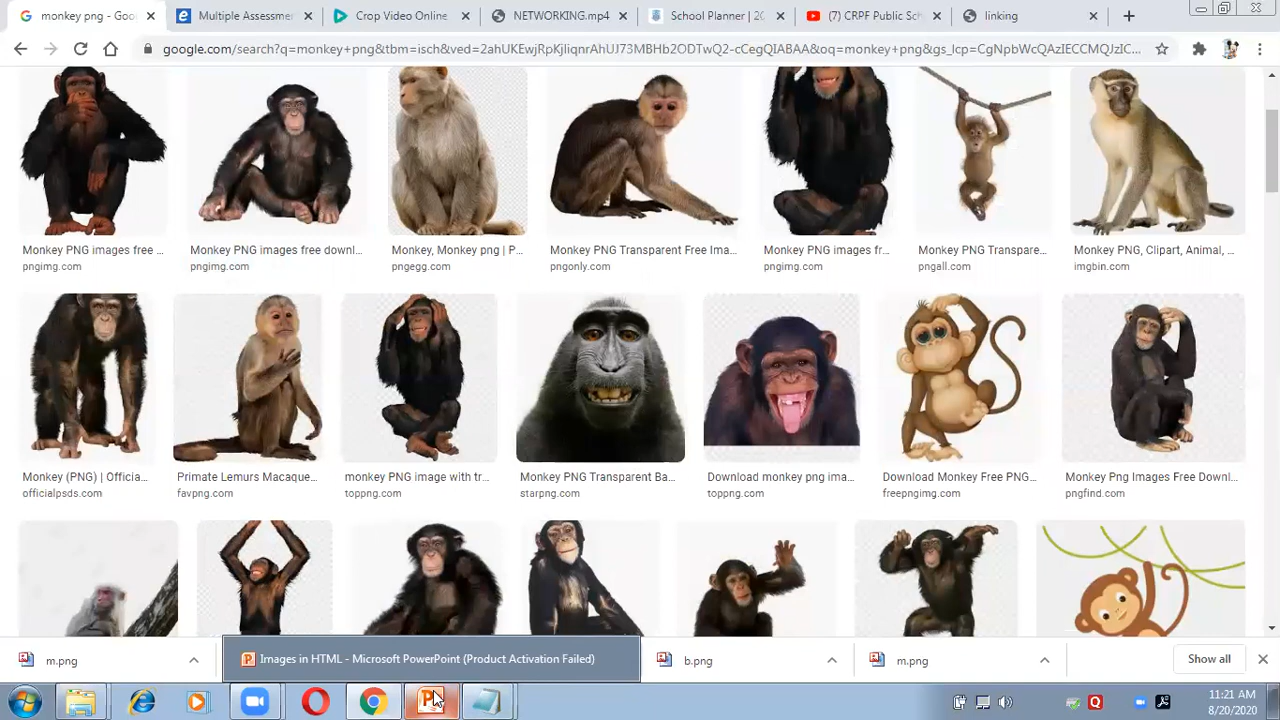 monkey png - Goo
Multiple Assessme
Crop Video Online
NETWORKING.mp
School Planner | 20
(7) CRPF Public Sch
linking
google.com/search?q=monkey+png&tbm=isch&ved=2ahUKEwjRpKjliqnrAhUJ73MBHb2ODTwQ2-cCegQIABAA&oq=monkey+png&gs_lcp=CgNpbWcQAzIECCMQJzIC...
Monkey PNG images free ...
pngimg.com
Monkey PNG images free downl...
pngimg.com
Monkey, Monkey png | P...
pngegg.com
Monkey PNG Transparent Free Ima...
pngonly.com
Monkey PNG images fr...
pngimg.com
Monkey PNG Transpare...
pngall.com
Monkey PNG, Clipart, Animal, ...
imgbin.com
Monkey (PNG) | Officia...
officialpsds.com
Primate Lemurs Macaque...
favpng.com
monkey PNG image with tr...
toppng.com
Monkey PNG Transparent Ba...
starpng.com
Download monkey png ima...
toppng.com
Download Monkey Free PNG...
freepngimg.com
Monkey Png Images Free Downl...
pngfind.com
m.png
Images in HTML - Microsoft PowerPoint (Product Activation Failed)
b.png
m.png
Show all
11:21 AM
8/20/2020